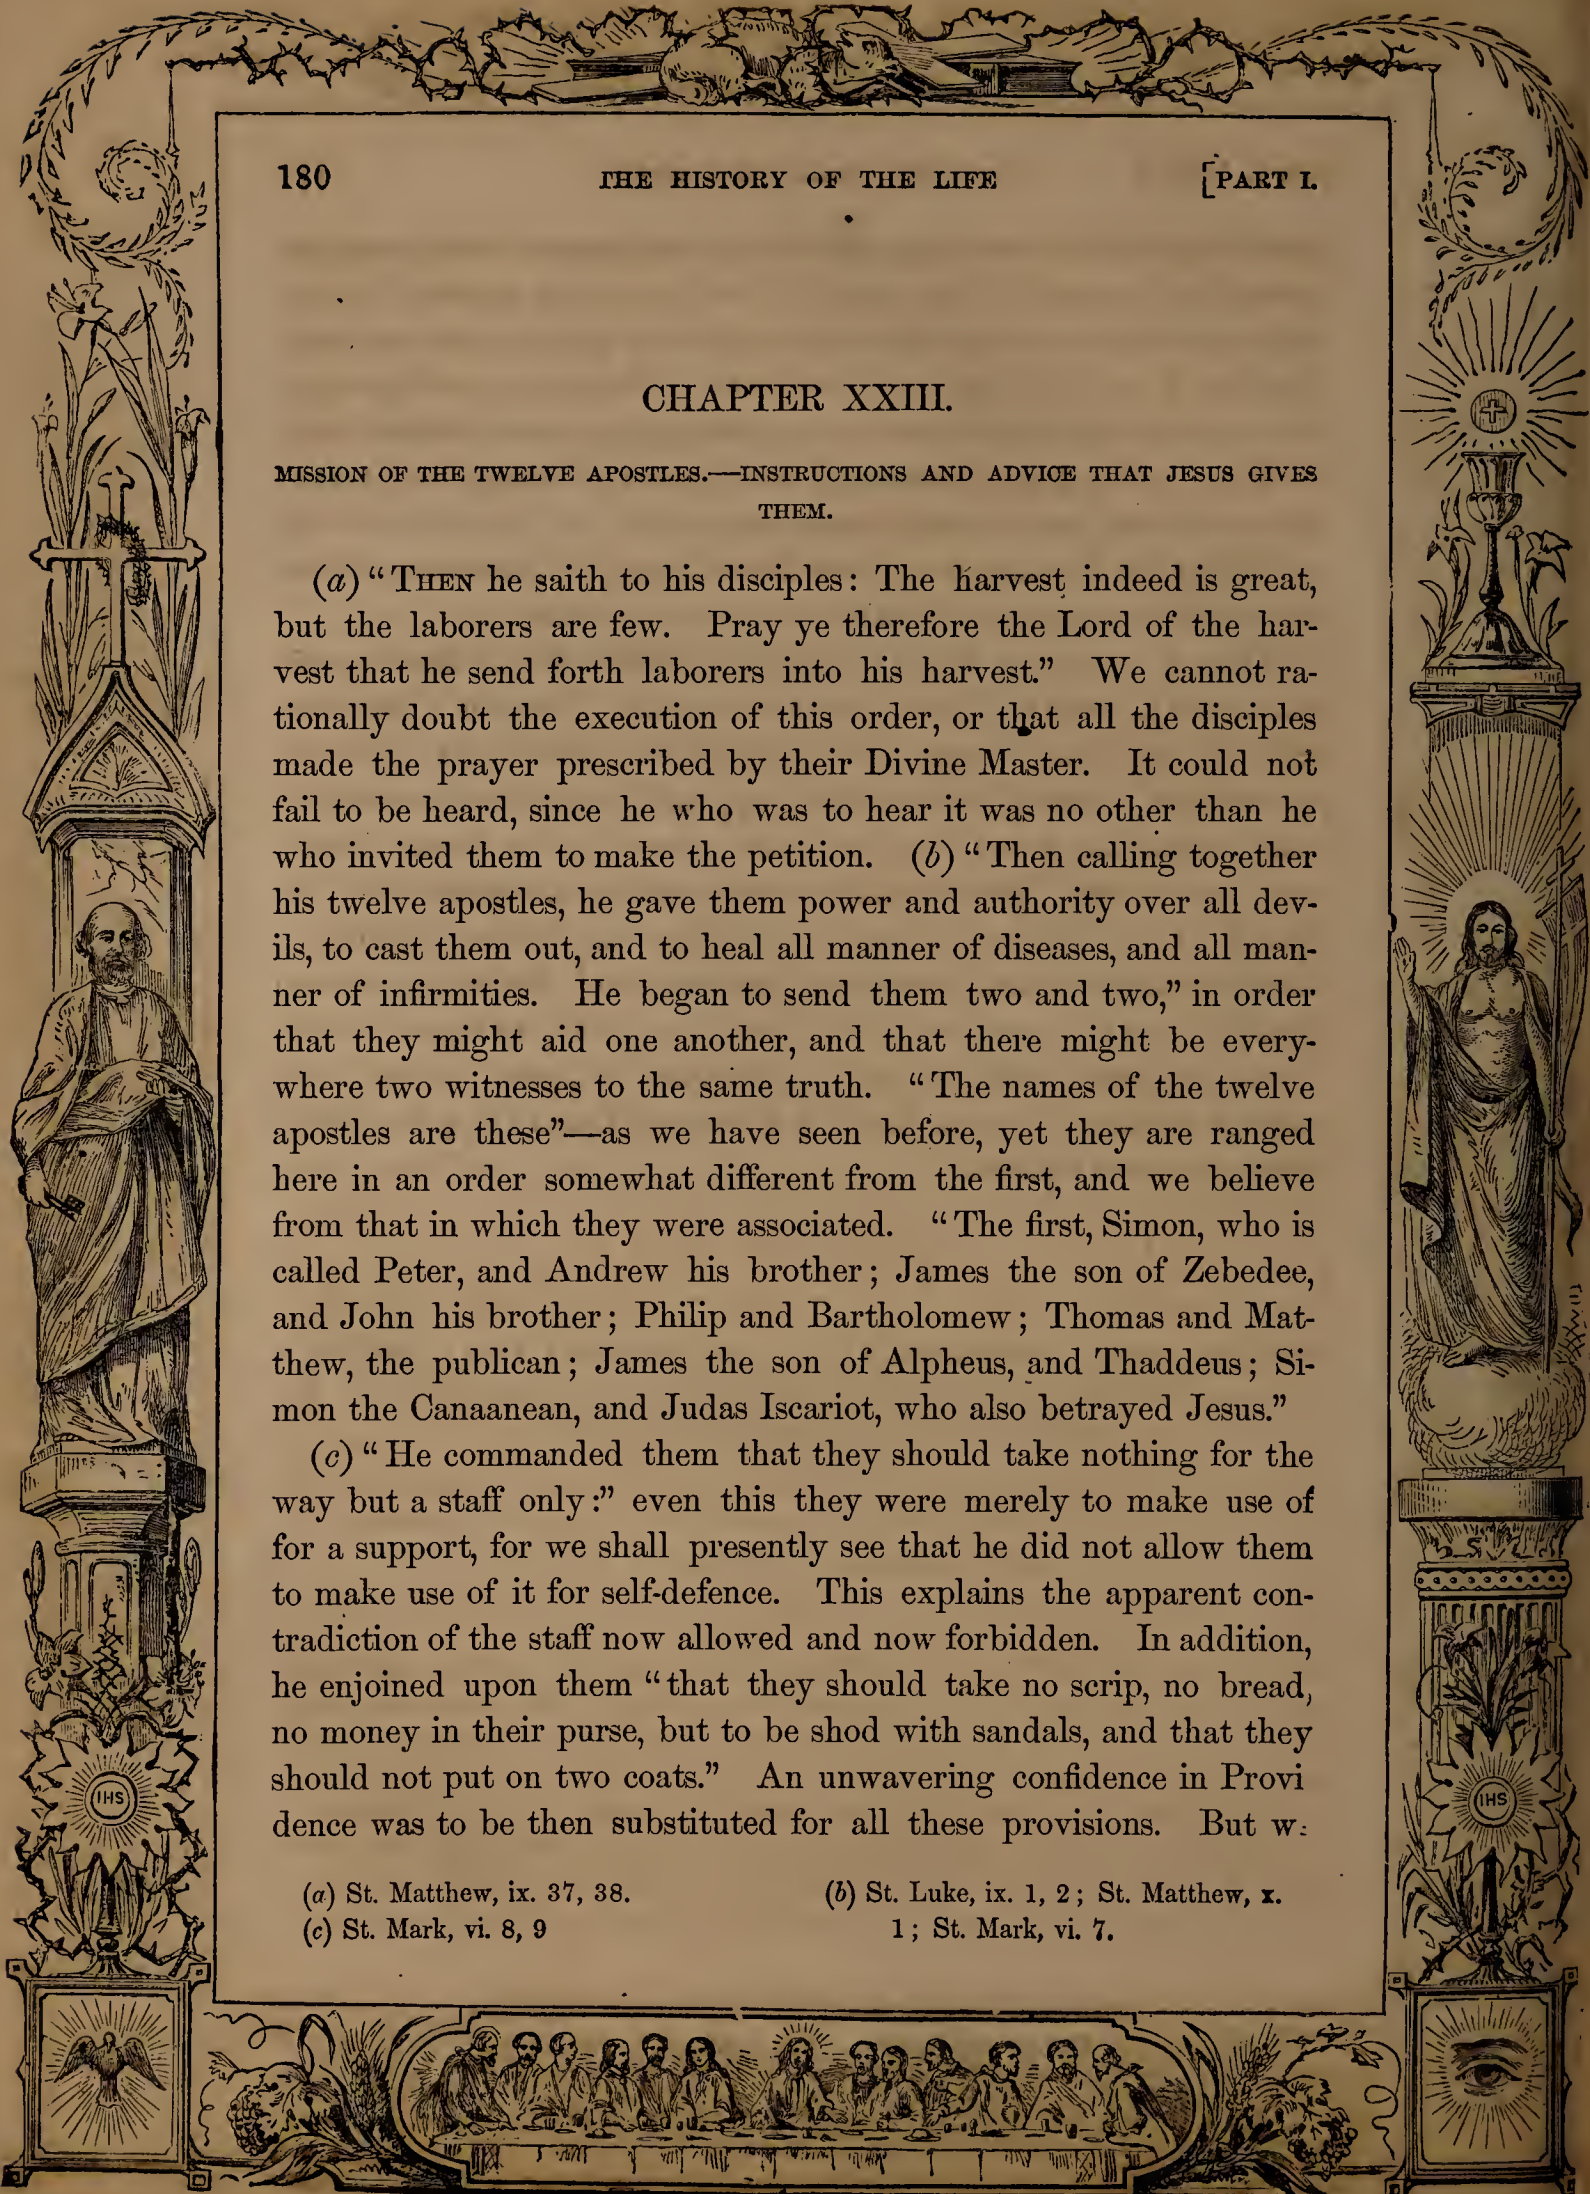 180 THE HISTORY OF THE LIFE [PART I.
CHAPTER XXIII.
MISSION OF THE TWELVE APOSTLES.—INSTRUCTIONS AND ADVICE THAT JESUS GIVES
THEM.
(a) “THEN he saith to his disciples: The harvest indeed is great,
but the laborers are few. Pray ye therefore the Lord of the har-
vest that he send forth laborers into his harvest.” We cannot ra-
tionally doubt the execution of this order, or that all the disciples
made the prayer prescribed by their Divine Master. It could not
fail to be heard, since he who was to hear it was no other than he
who invited them to make the petition. (b) “Then calling together
his twelve apostles, he gave them power and authority over all dev-
ils, to cast them out, and to heal all manner of diseases, and all man-
ner of infirmities. He began to send them two and two,” in order
that they might aid one another, and that there might be every-
where two witnesses to the same truth. “The names of the twelve
apostles are these”—as we have seen before, yet they are ranged
here in an order somewhat different from the first, and we believe
from that in which they were associated. “The first, Simon, who is
called Peter, and Andrew his brother; James the son of Zebedee,
and John his brother; Philip and Bartholomew; Thomas and Mat-
thew, the publican; James the son of Alpheus, and Thaddeus; Si-
mon the Canaanean, and Judas Iscariot, who also betrayed Jesus.”
(c) “He commanded them that they should take nothing for the
way but a staff only:” even this they were merely to make use of
for a support, for we shall presently see that he did not allow them
to make use of it for self-defence. This explains the apparent con-
tradiction of the staff now allowed and now forbidden. In addition,
he enjoined upon them “that they should take no scrip, no bread,
no money in their purse, but to be shod with sandals, and that they
should not put on two coats.” An unwavering confidence in Provi
dence was to be then substituted for all these provisions. But
(a) St. Matthew, ix. 37, 38.
(c) St. Mark, vi. 8, 9
(b) St. Luke, ix. 1, 2; St. Matthew, x.
1; St. Mark, vi. 7.
IHS
IHS